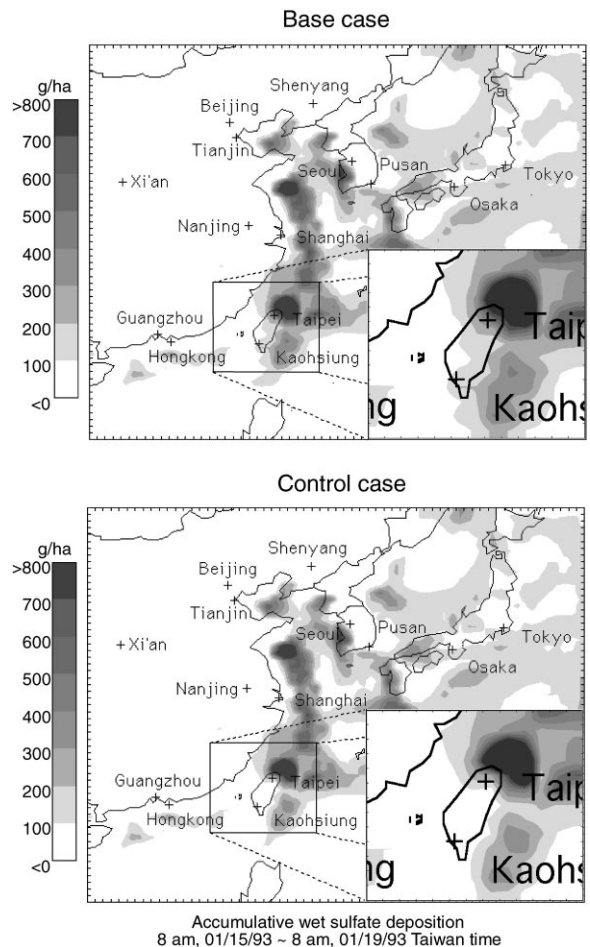 Base case
g/ha
>800
700
600
500
400
300
200
100
<0
Shenyang
Beijing
Tianjin
Seoul
Pusan
Tokyo
Xi'an
Osaka
Nanjing
Shanghai
Guangzhou
Taipei
Hongkong
Kaohsiung
Taip
ng
Kaohs
Control case
g/ha
>800
700
600
500
400
300
200
100
<0
Shenyang
Beijing
Tianjin
Seoul
Pusan
Tokyo
Xi'an
Osaka
Nanjing
Shanghai
Guangzhou
Taipei
Hongkong
Kaohsiung
Taip
ng
Kaohs
Accumulative wet sulfate deposition
8 am, 01/15/93 ~ 8 am, 01/19/93 Taiwan time